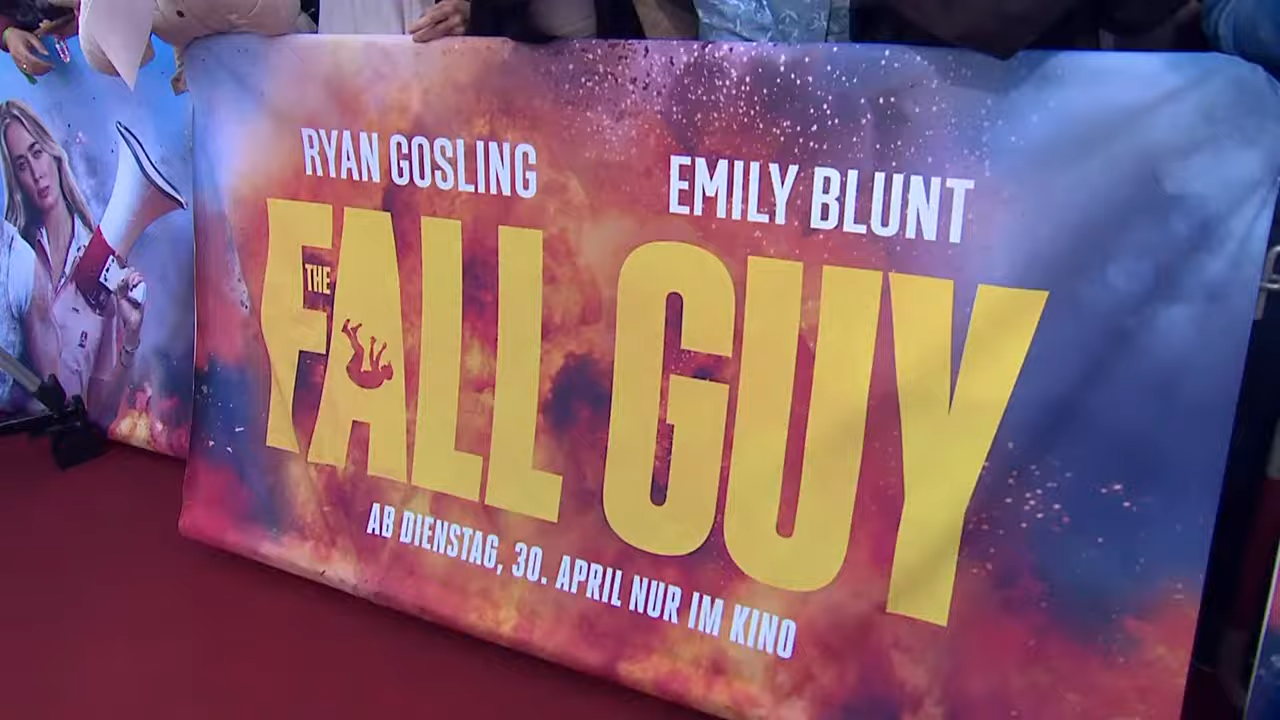 RYAN GOSLING
EMILY BLUNT
THE
FALL GUY
AB DIENSTAG, 30. APRIL NUR IM KINO